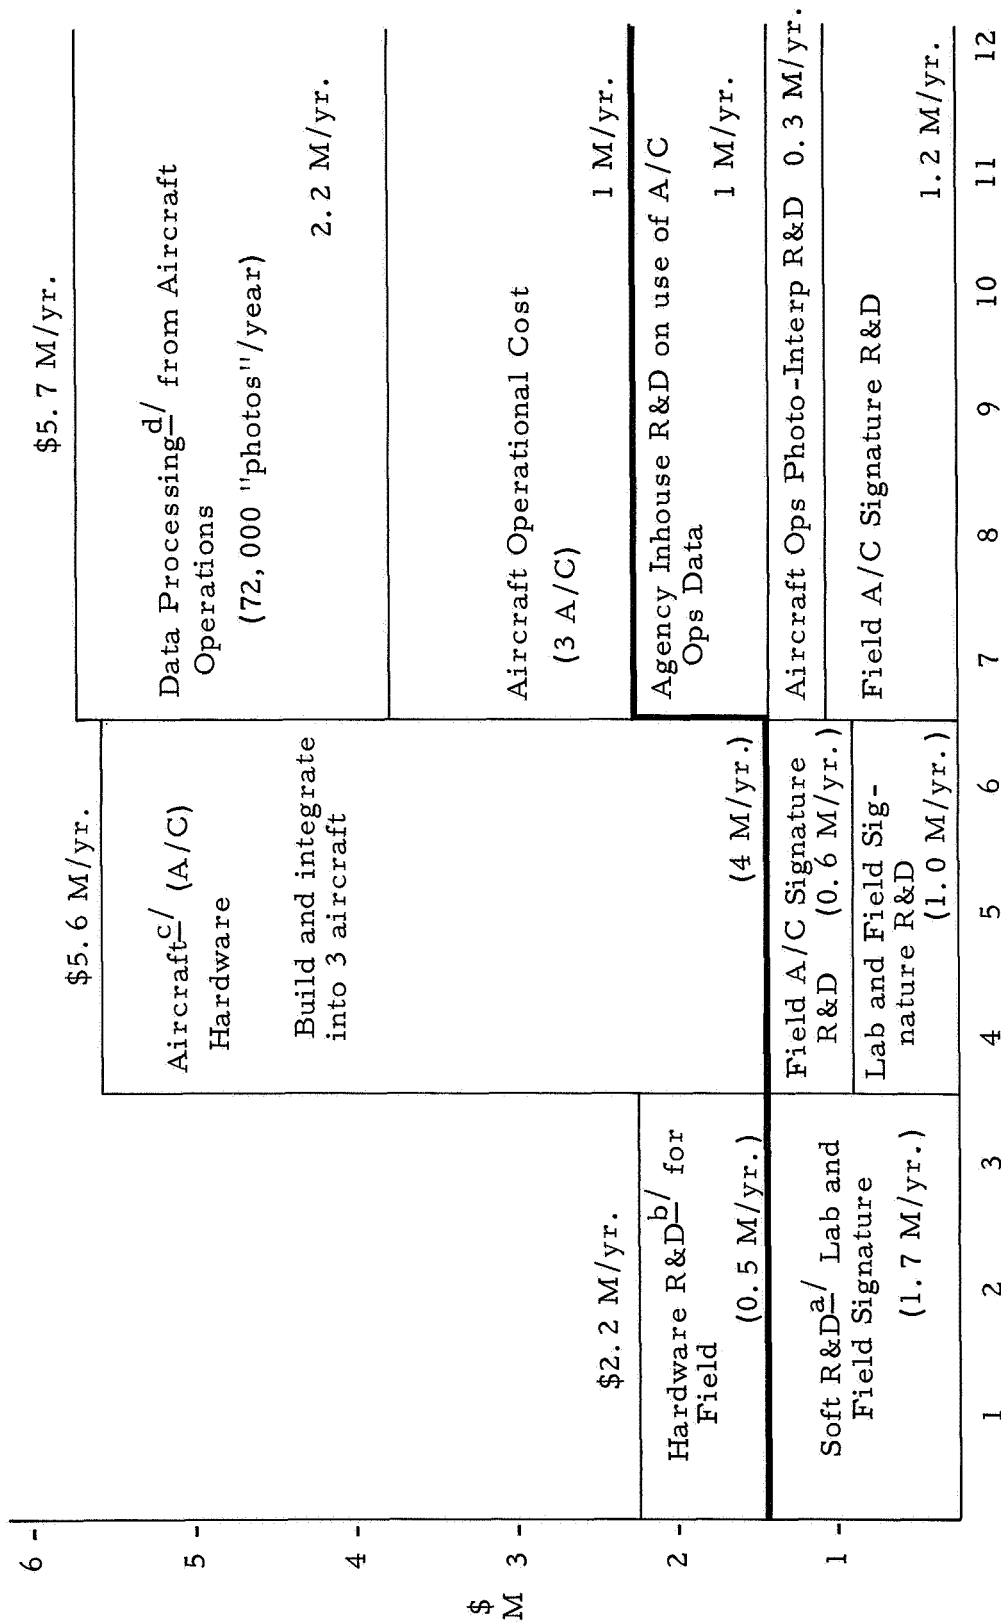 $
M
6 -
5 -
4 -
3 -
2 -
1 -
$2.2 M/yr.
Hardware R&D b/ for
Field
(0.5 M/yr.)
Soft R&D a/ Lab and
Field Signature
(1.7 M/yr.)
$5.6 M/yr.
Aircraft c/ (A/C)
Hardware
Build and integrate
into 3 aircraft
(4 M/yr.)
Field A/C Signature
R&D (0.6 M/yr.)
Lab and Field Sig-
nature R&D
(1.0 M/yr.)
$5.7 M/yr.
Data Processing d/ from Aircraft
Operations
(72,000 "photos"/year)
2.2 M/yr.
Aircraft Operational Cost
(3 A/C)
1 M/yr.
Agency Inhouse R&D on use of A/C
Ops Data
1 M/yr.
Aircraft Ops Photo-Interp R&D 0.3 M/yr.
Field A/C Signature R&D
1.2 M/yr.
1 2 3 4 5 6 7 8 9 10 11 12